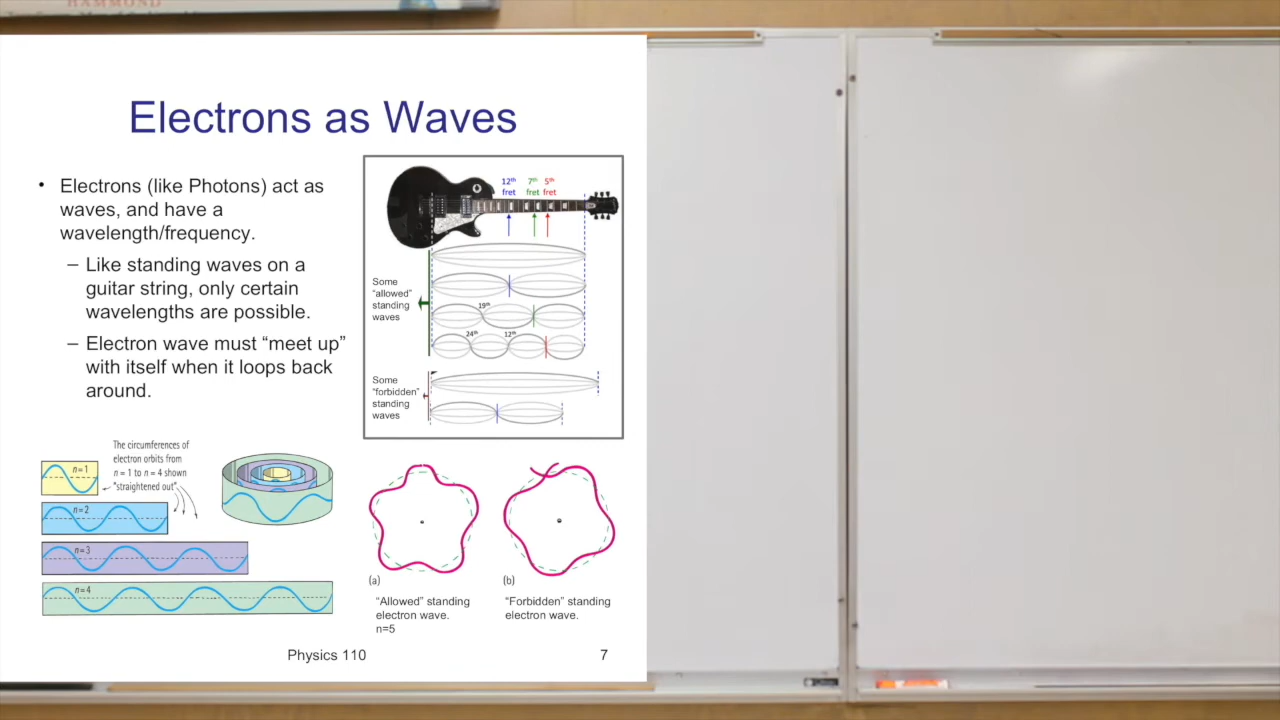 HAMMOND
Electrons as Waves
• Electrons (like Photons) act as
waves, and have a
wavelength/frequency.
– Like standing waves on a
guitar string, only certain
wavelengths are possible.
– Electron wave must “meet up”
with itself when it loops back
around.
12th fret
7th fret
5th fret
Some
“allowed”
standing
waves
19th
24th
12th
Some
“forbidden”
standing
waves
The circumferences of
electron orbits from
n = 1 to n = 4 shown
"straightened out"
n=1
n=2
n=3
n=4
(a)
“Allowed” standing
electron wave.
n=5
(b)
“Forbidden” standing
electron wave.
Physics 110
7